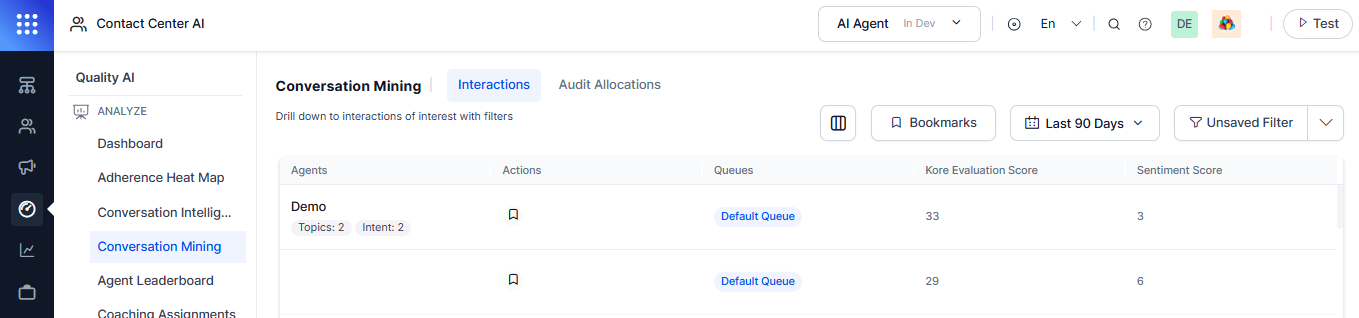 Contact Center AI
AI Agent In Dev
En
DE
Test
Quality AI
ANALYZE
Dashboard
Adherence Heat Map
Conversation Intellig...
Conversation Mining
Agent Leaderboard
Coaching Assignments
Conversation Mining
Interactions
Audit Allocations
Drill down to interactions of interest with filters
Bookmarks
Last 90 Days
Unsaved Filter
Agents Actions Queues Kore Evaluation Score Sentiment Score
Demo
Topics: 2 Intent: 2
Default Queue 33 3
Default Queue 29 6